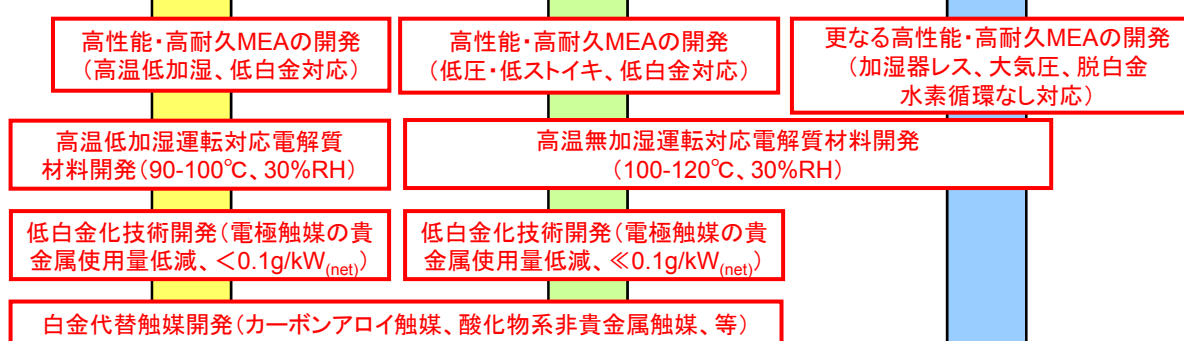 高性能・高耐久MEAの開発
（高温低加湿、低白金対応）
高性能・高耐久MEAの開発
（低圧・低ストイキ、低白金対応）
更なる高性能・高耐久MEAの開発
（加湿器レス、大気圧、脱白金
水素循環なし対応）
高温低加湿運転対応電解質
材料開発（90-100℃、30%RH）
高温無加湿運転対応電解質材料開発
（100-120℃、30%RH）
低白金化技術開発（電極触媒の貴
金属使用量低減、＜0.1g/kW(net)）
低白金化技術開発（電極触媒の貴
金属使用量低減、≪0.1g/kW(net)）
白金代替触媒開発（カーボンアロイ触媒、酸化物系非貴金属触媒、等）